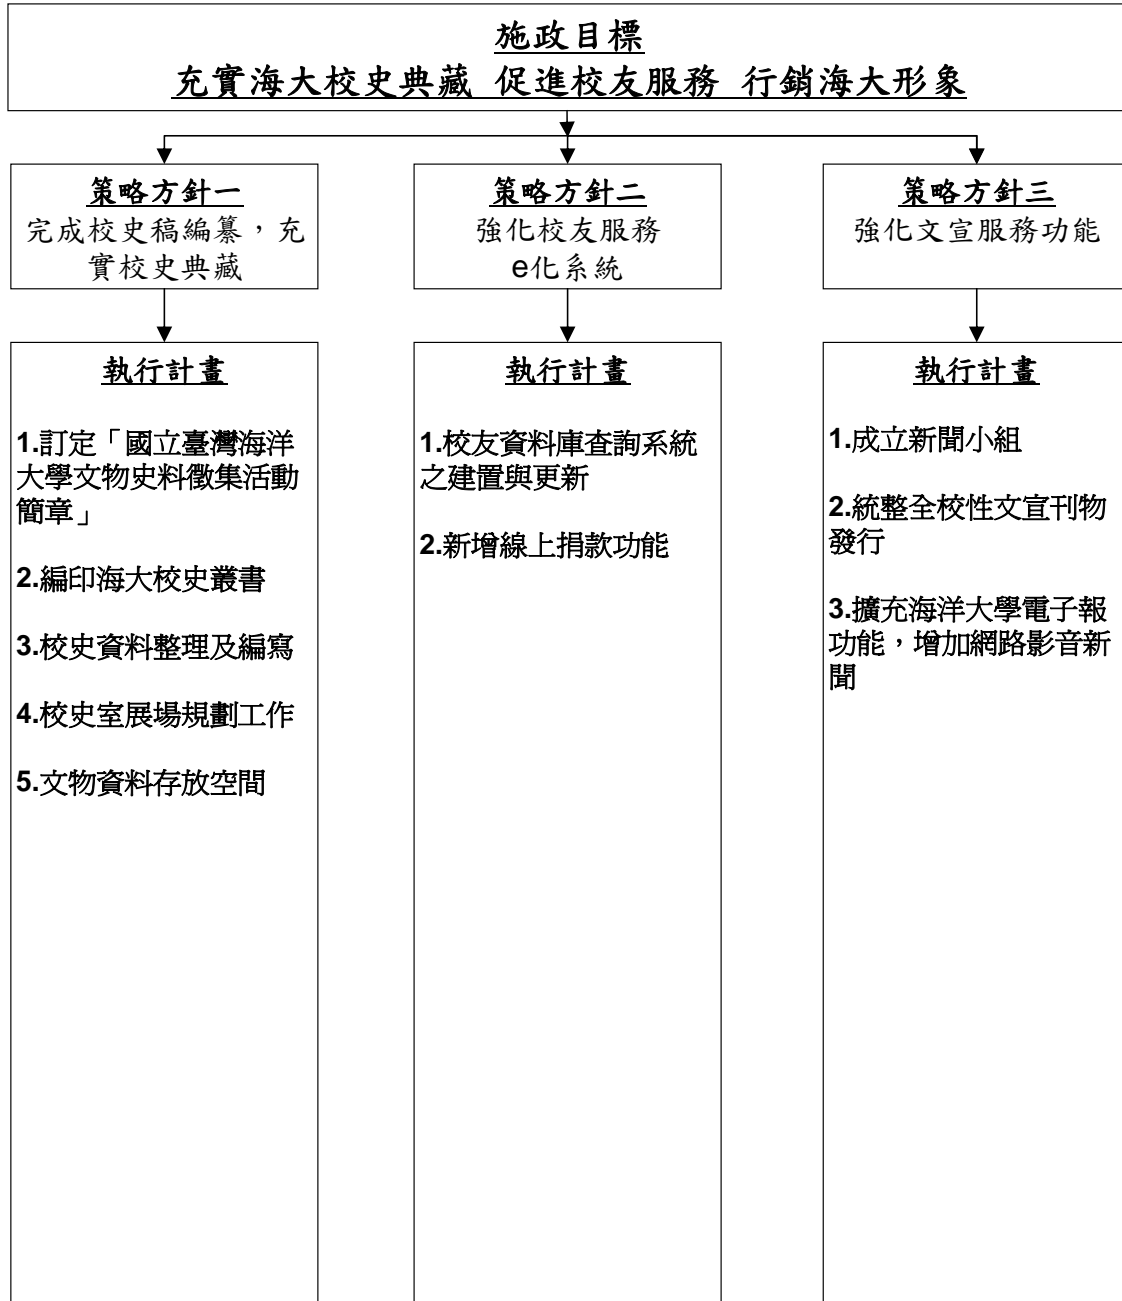 施政目標
充實海大校史典藏 促進校友服務 行銷海大形象
策略方針一
完成校史稿編纂，充
實校史典藏
策略方針二
強化校友服務
e化系統
策略方針三
強化文宣服務功能
執行計畫
1.訂定「國立臺灣海洋
大學文物史料徵集活動
簡章」
2.編印海大校史叢書
3.校史資料整理及編寫
4.校史室展場規劃工作
5.文物資料存放空間
執行計畫
1.校友資料庫查詢系統
之建置與更新
2.新增線上捐款功能
執行計畫
1.成立新聞小組
2.統整全校性文宣刊物
發行
3.擴充海洋大學電子報
功能，增加網路影音新
聞